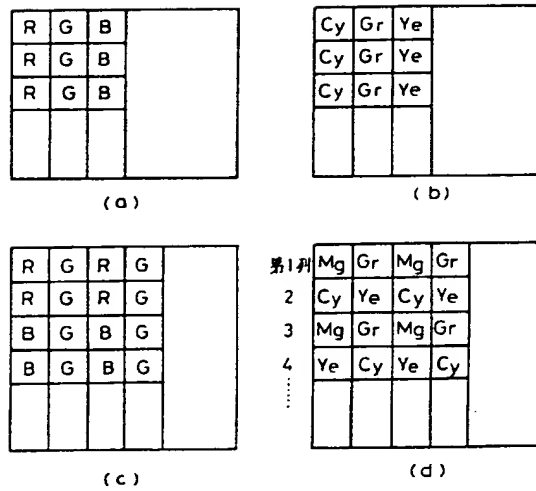 R G B
R G B
R G B
(a)
Cy Gr Ye
Cy Gr Ye
Cy Gr Ye
(b)
R G R G
R G R G
B G B G
B G B G
(c)
第1列 Mg Gr Mg Gr
2 Cy Ye Cy Ye
3 Mg Gr Mg Gr
4 Ye Cy Ye Cy
(d)